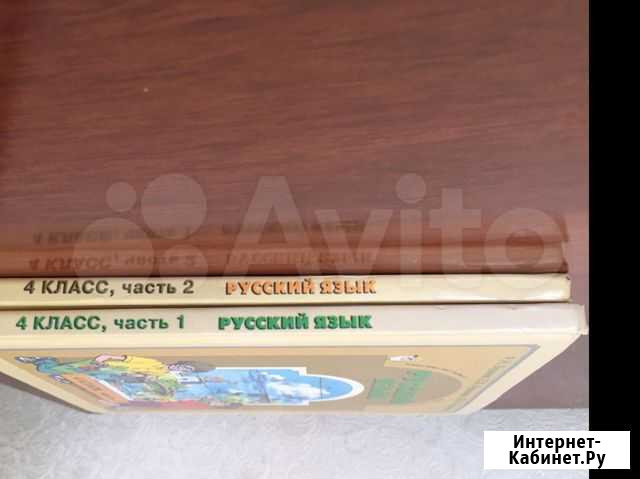 Avito
4 КЛАСС, часть 2 РУССКИЙ ЯЗЫК
4 КЛАСС, часть 1 РУССКИЙ ЯЗЫК
Интернет-
Кабинет.Ру